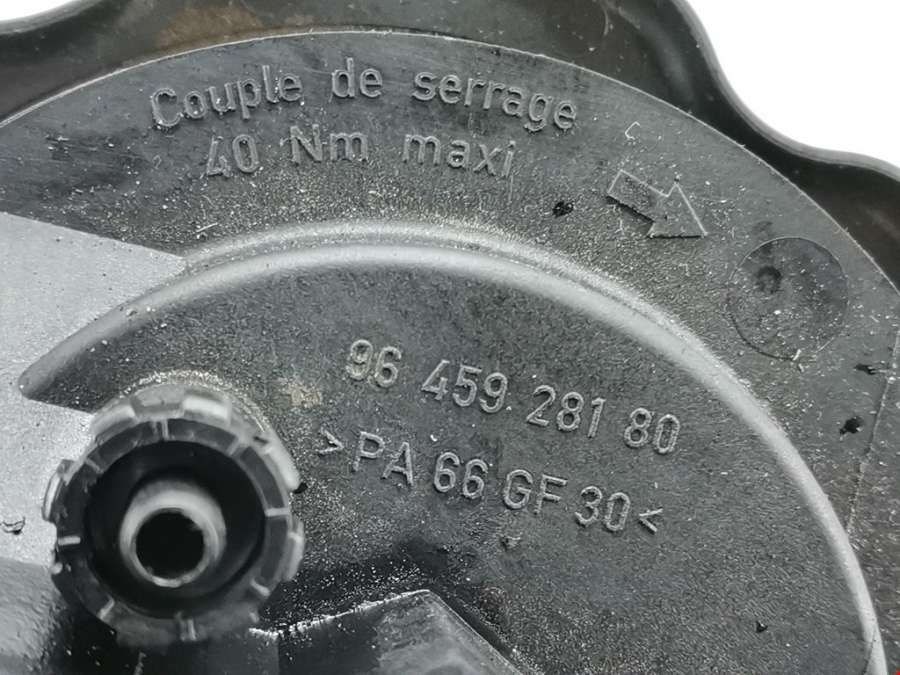 Couple de serrage
40 Nm maxi
96 459 281 80
>PA 66 GF 30<